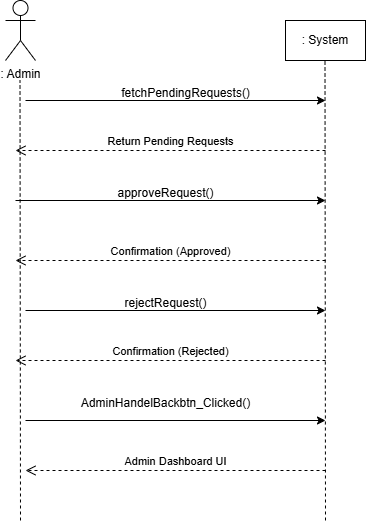 : System
: Admin
fetchPendingRequests()
Return Pending Requests
approveRequest()
Confirmation (Approved)
rejectRequest()
Confirmation (Rejected)
AdminHandelBackbtn_Clicked()
Admin Dashboard UI